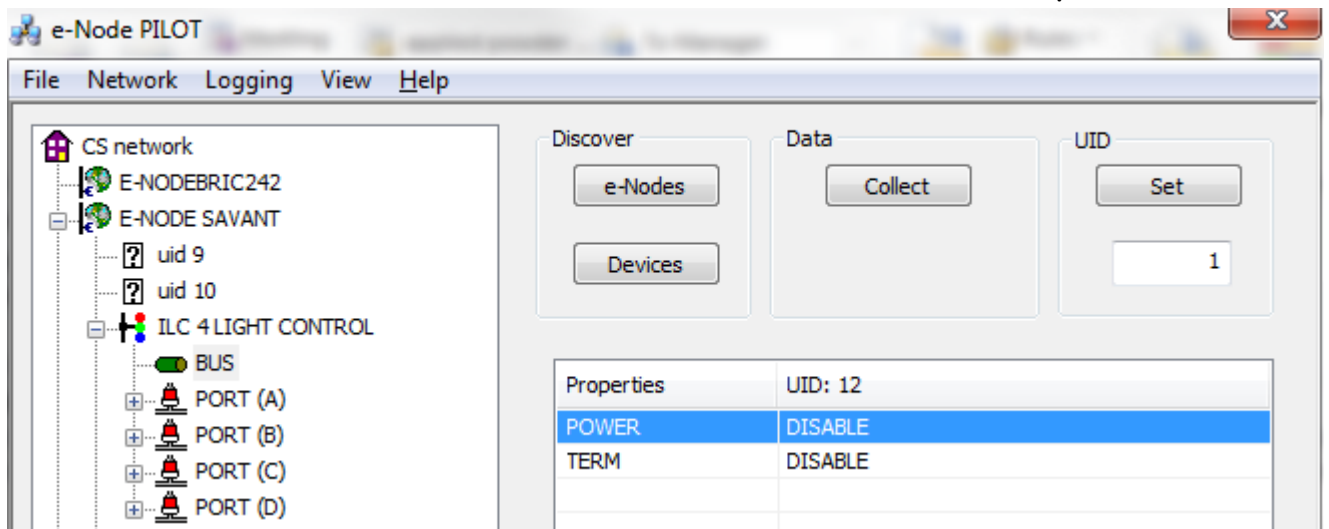 e-Node PILOT
File Network Logging View Help
CS network
E-NODEBRIC242
E-NODE SAVANT
uid 9
uid 10
ILC 4 LIGHT CONTROL
BUS
PORT (A)
PORT (B)
PORT (C)
PORT (D)
Discover
e-Nodes
Devices
Data
Collect
UID
Set
1
Properties UID: 12
POWER DISABLE
TERM DISABLE